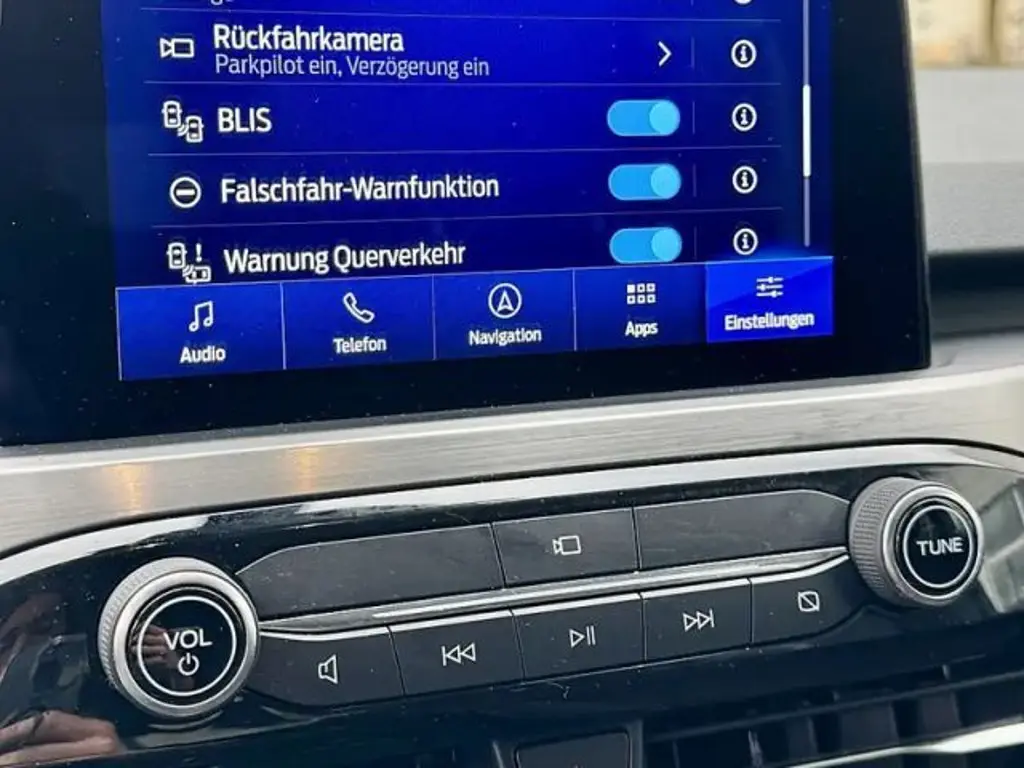 Rückfahrkamera
Parkpilot ein, Verzögerung ein
BLIS
Falschfahr-Warnfunktion
Warnung Querverkehr
Audio
Telefon
Navigation
Apps
Einstellungen
TUNE
VOL